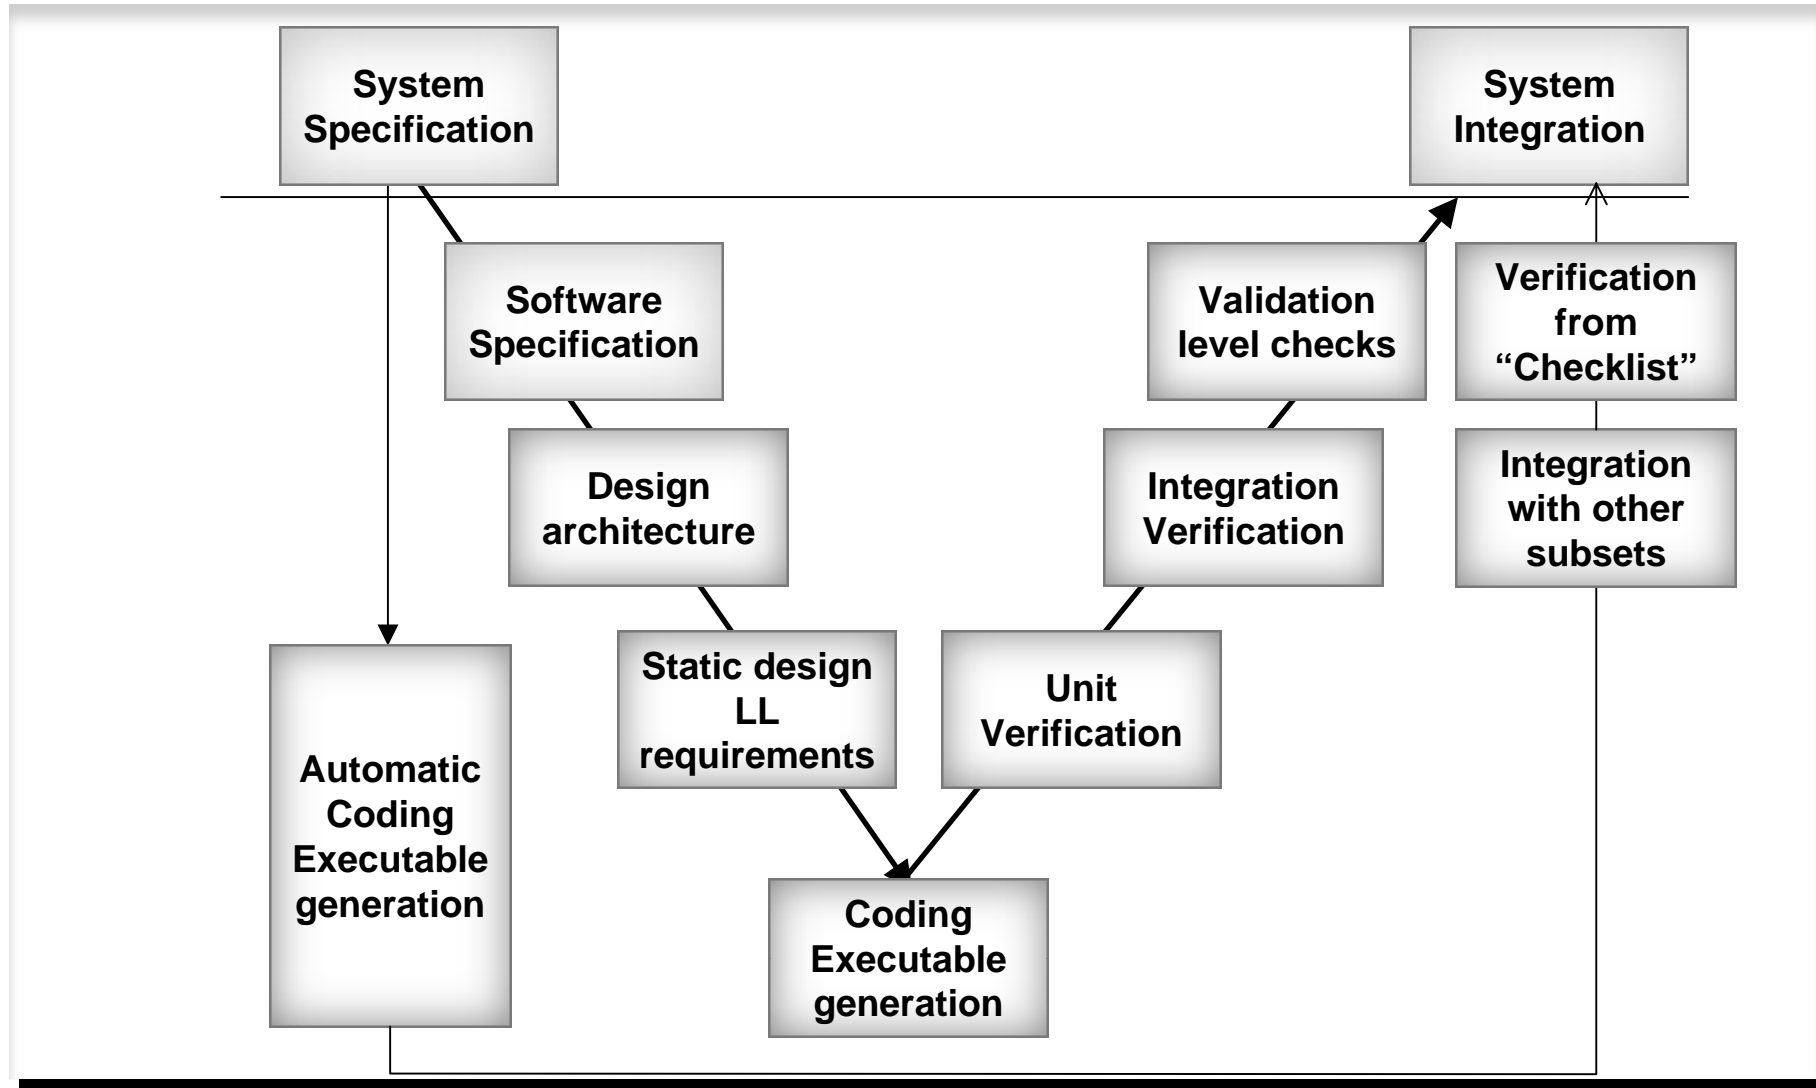 System
Specification
System
Integration
Software
Specification
Validation
level checks
Verification
from
“Checklist”
Design
architecture
Integration
Verification
Integration
with other
subsets
Static design
LL
requirements
Unit
Verification
Automatic
Coding
Executable
generation
Coding
Executable
generation